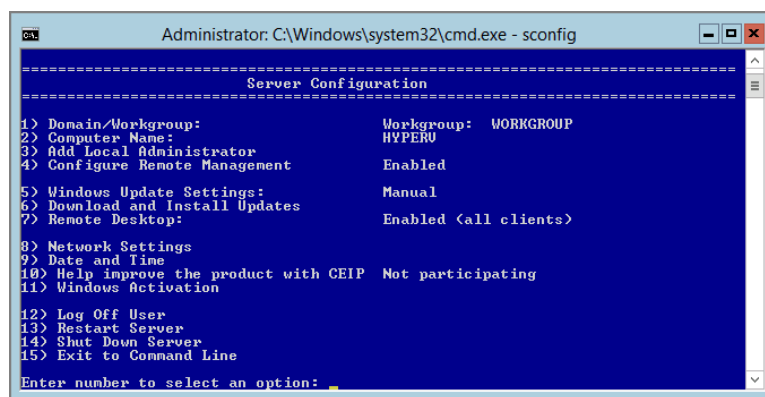 Administrator: C:\Windows\system32\cmd.exe - sconfig
===============================================================================
Server Configuration
===============================================================================
1) Domain/Workgroup: Workgroup: WORKGROUP
2) Computer Name: HYPERV
3) Add Local Administrator
4) Configure Remote Management Enabled
5) Windows Update Settings: Manual
6) Download and Install Updates
7) Remote Desktop: Enabled (all clients)
8) Network Settings
9) Date and Time
10) Help improve the product with CEIP Not participating
11) Windows Activation
12) Log Off User
13) Restart Server
14) Shut Down Server
15) Exit to Command Line
Enter number to select an option: _